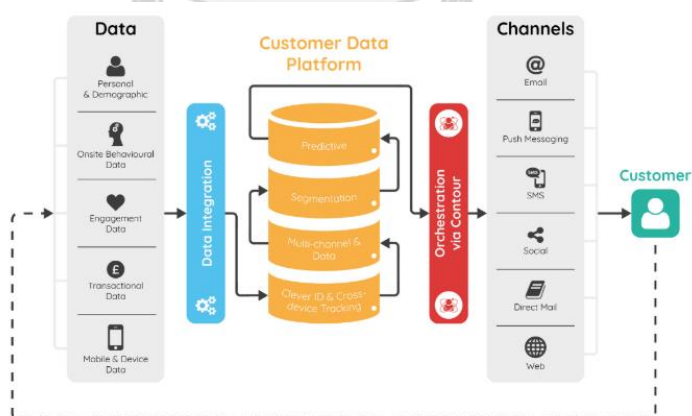 Data
Personal
& Demographic
Onsite Behavioural
Data
Engagement
Data
£
Transactional
Data
Mobile & Device
Data
Data Integration
Customer Data
Platform
Predictive
Segmentation
Multi-channel &
Data
Clever ID & Cross-
device Tracking
Orchestration
via Contour
Channels
@
Email
Push Messaging
SMS
SMS
Social
Direct Mail
Web
Customer